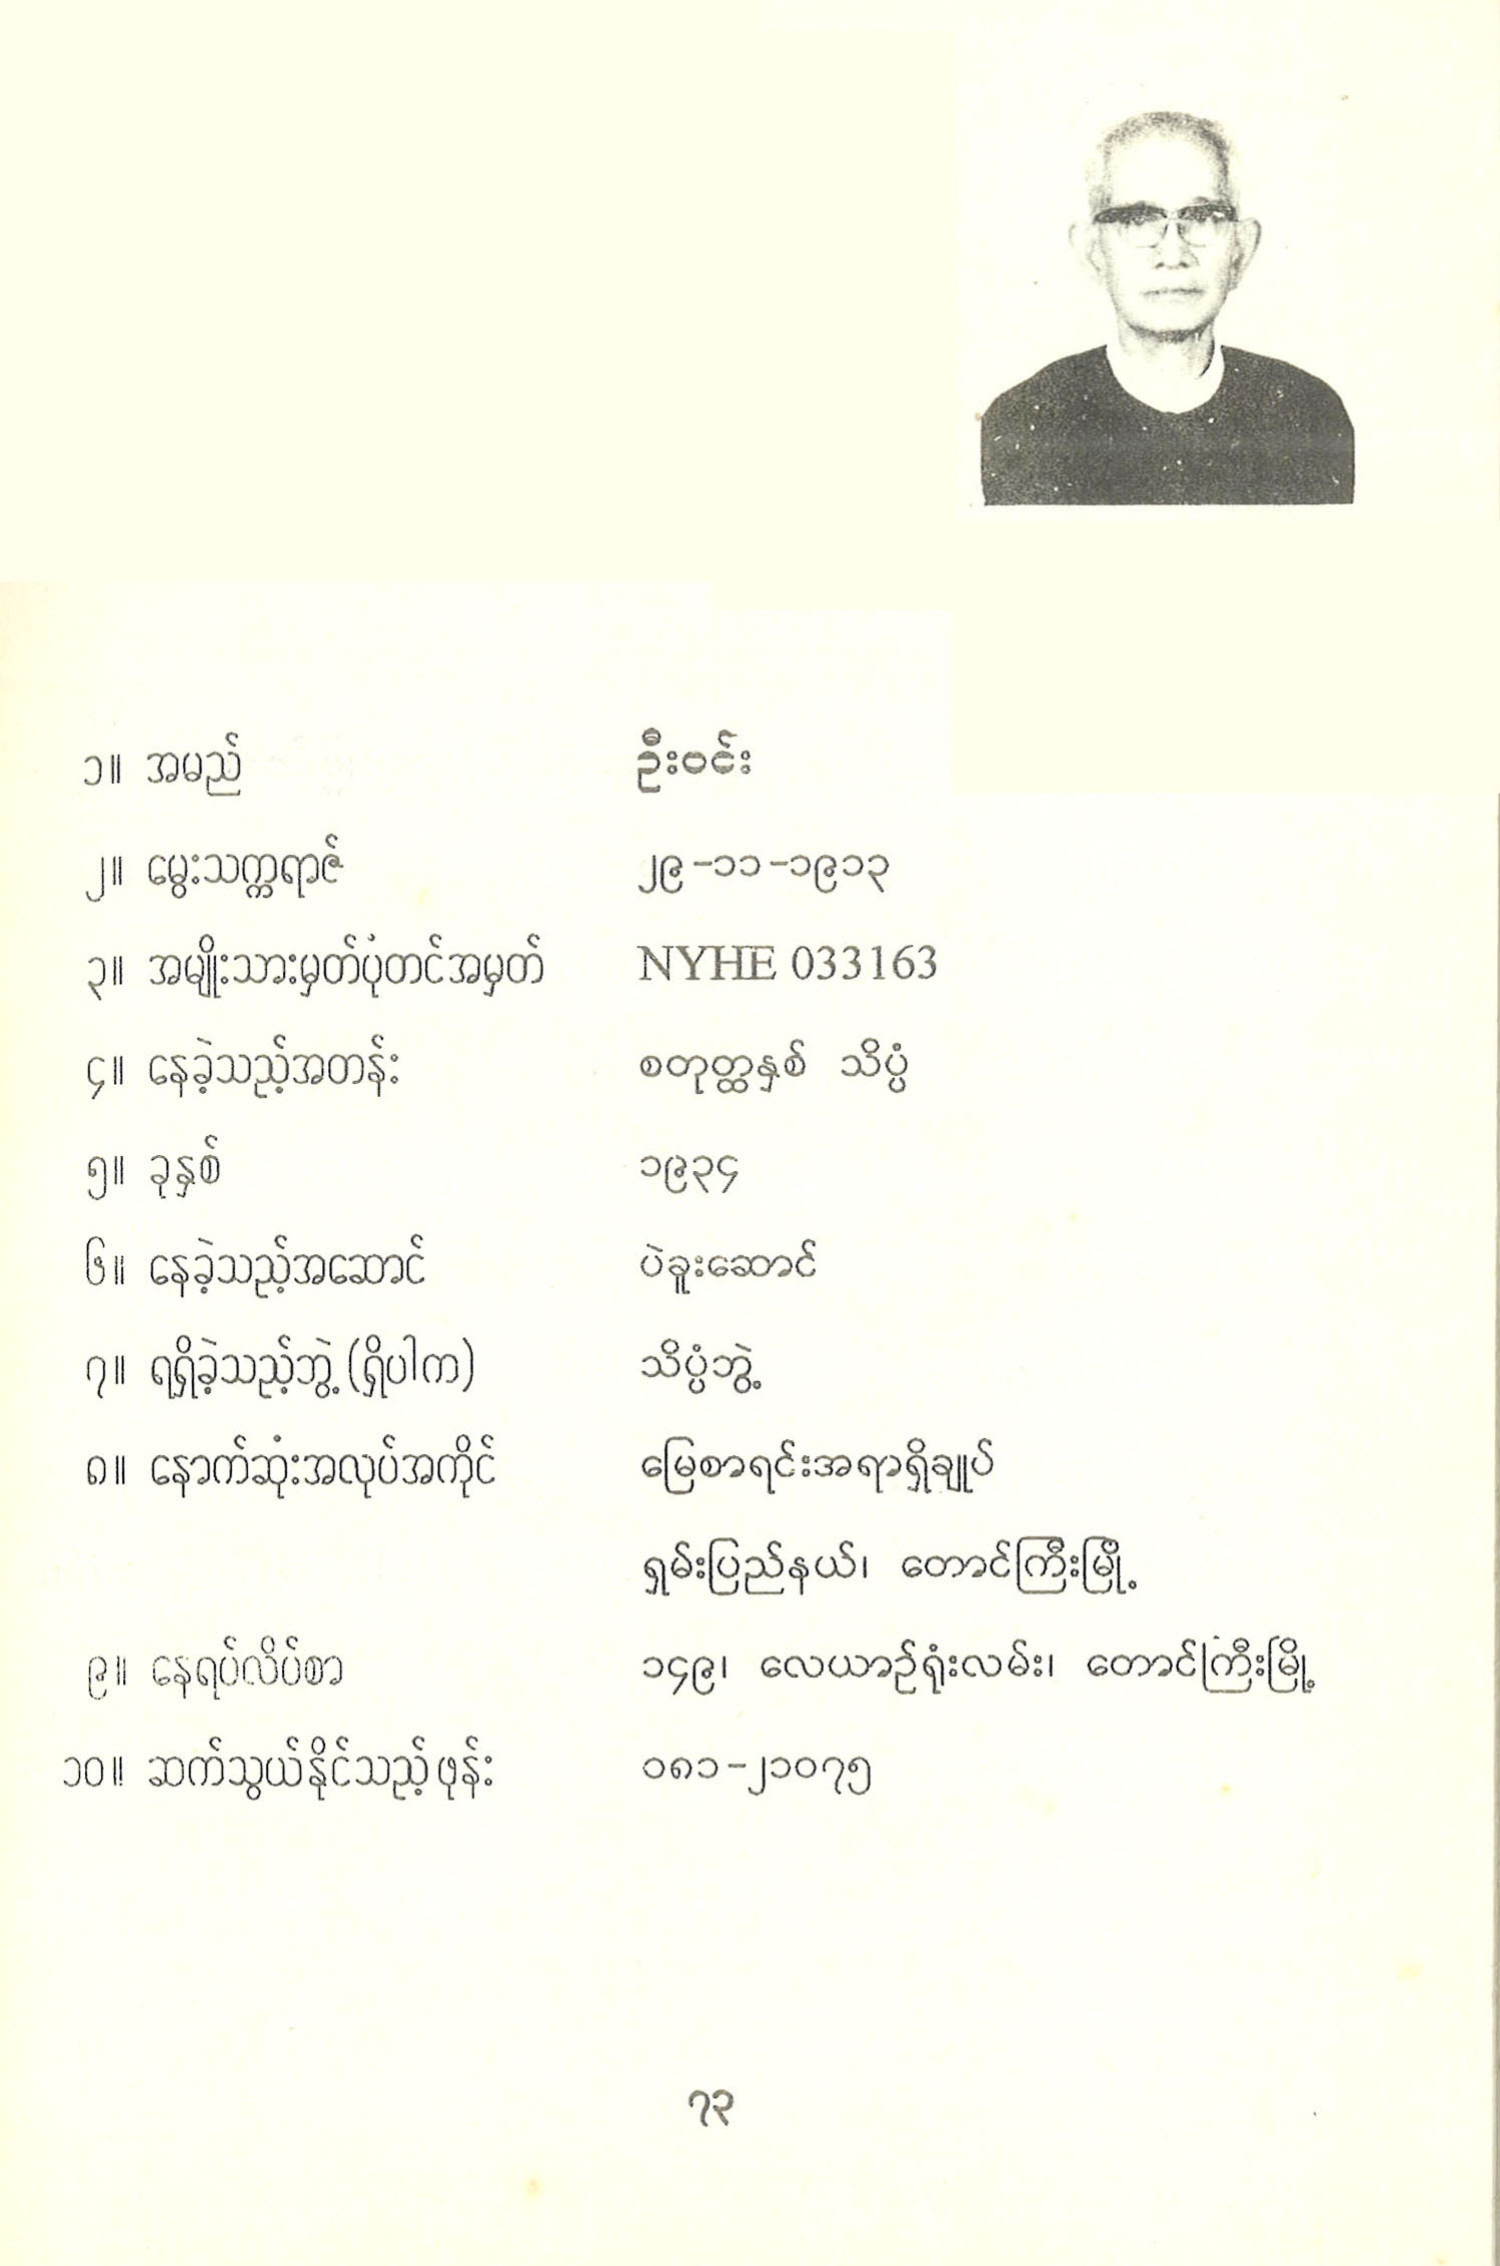 ၁။ အမည် ဦးဝင်း
၂။ မွေးသက္ကရာဇ် ၂၉-၁၁-၁၉၁၃
၃။ အမျိုးသားမှတ်ပုံတင်အမှတ် NYHE 033163
၄။ နေခဲ့သည့်အတန်း စတုတ္ထနှစ် သိပ္ပံ
၅။ ခုနှစ် ၁၉၃၄
၆။ နေခဲ့သည့်အဆောင် ပဲခူးဆောင်
၇။ ရရှိခဲ့သည့်ဘွဲ့ (ရှိပါက) သိပ္ပံဘွဲ့
၈။ နောက်ဆုံးအလုပ်အကိုင် မြေစာရင်းအရာရှိချုပ်
ရှမ်းပြည်နယ်၊ တောင်ကြီးမြို့
၉။ နေရပ်လိပ်စာ ၁၄၉၊ လေယာဉ်ရုံးလမ်း၊ တောင်ကြီးမြို့
၁၀။ ဆက်သွယ်နိုင်သည့်ဖုန်း ၀၈၁-၂၁၀၇၅
၇၃